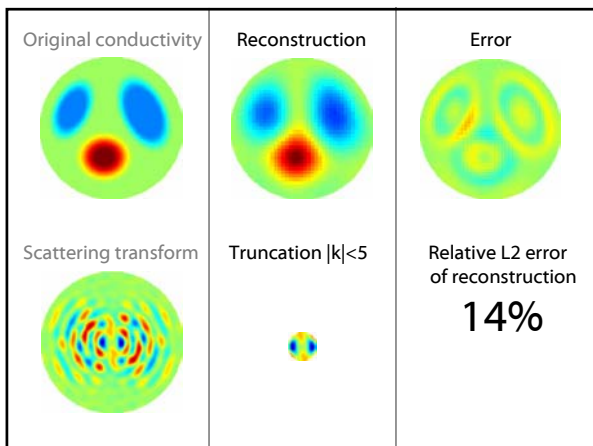 Original conductivity
Reconstruction
Error
Scattering transform
Truncation |k|<5
Relative L2 error
of reconstruction
14%